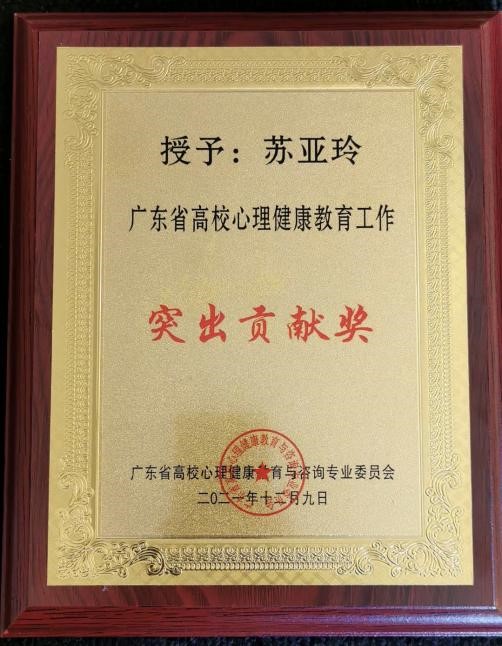 授予：苏亚玲
广东省高校心理健康教育工作
突出贡献奖
广东省高校心理健康教育与咨询专业委员会
二〇二一年十二月九日